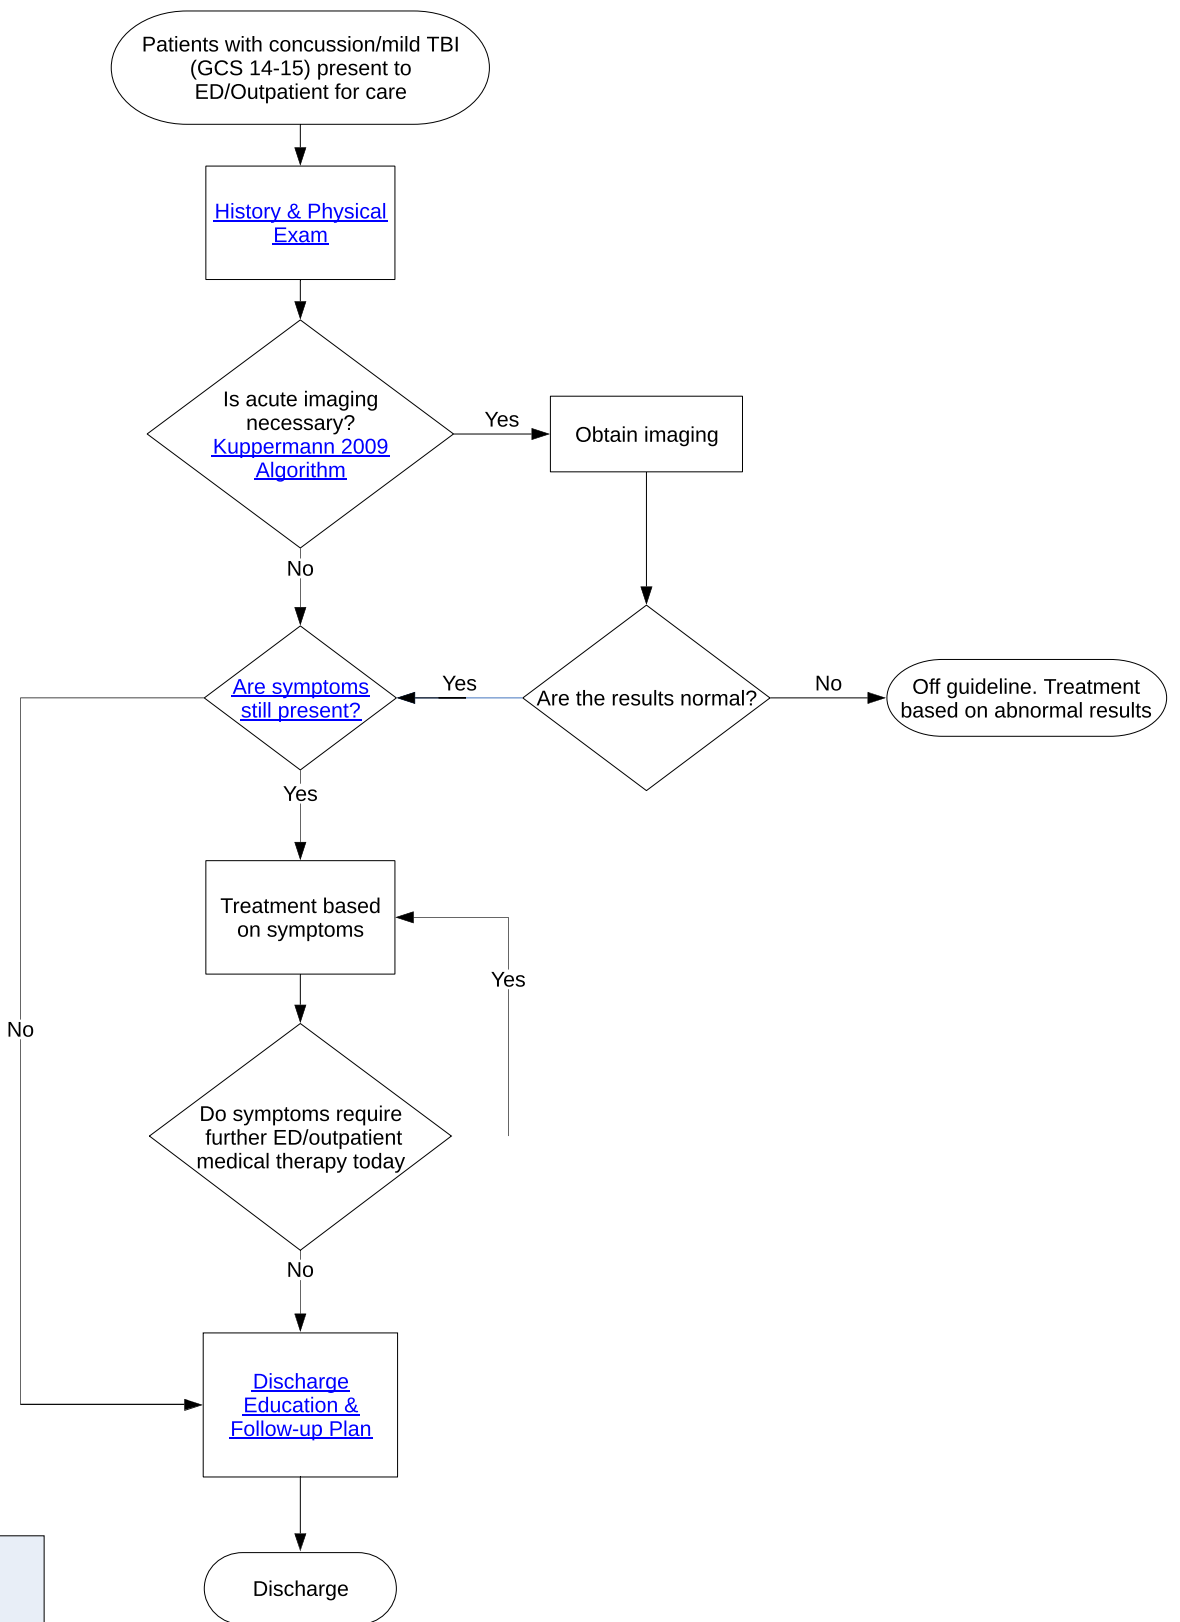 Patients with concussion/mild TBI
(GCS 14-15) present to
ED/Outpatient for care
History & Physical
Exam
Is acute imaging
necessary?
Kuppermann 2009
Algorithm
Yes
Obtain imaging
No
Are symptoms
still present?
Yes
Are the results normal?
No
Off guideline. Treatment
based on abnormal results
Yes
Treatment based
on symptoms
Yes
No
Do symptoms require
further ED/outpatient
medical therapy today
No
Discharge
Education &
Follow-up Plan
Discharge